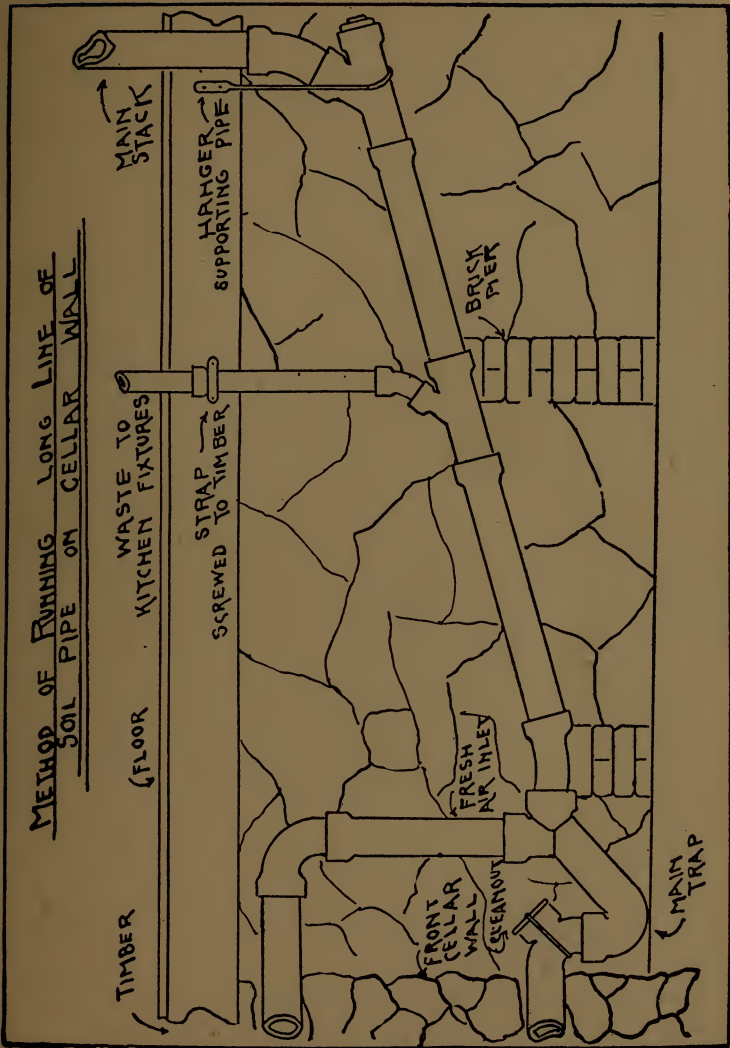 METHOD OF RUNNING LONG LINE OF
SOIL PIPE ON CELLAR WALL
TIMBER
FLOOR
WASTE TO
KITCHEN FIXTURES
MAIN
STACK
STRAP
SCREWED TO TIMBER
HANGER
SUPPORTING PIPE
BRICK
PIER
FRESH
AIR INLET
FRONT
CELLAR
WALL
CLEANOUT
MAIN
TRAP